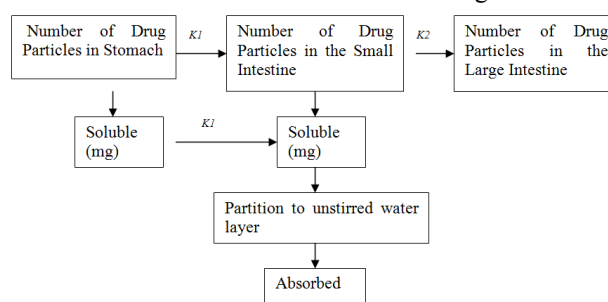 Number of Drug
Particles in Stomach
K1
Number of Drug
Particles in the Small
Intestine
K2
Number of Drug
Particles in the
Large Intestine
Soluble
(mg)
K1
Soluble
(mg)
Partition to unstirred water
layer
Absorbed